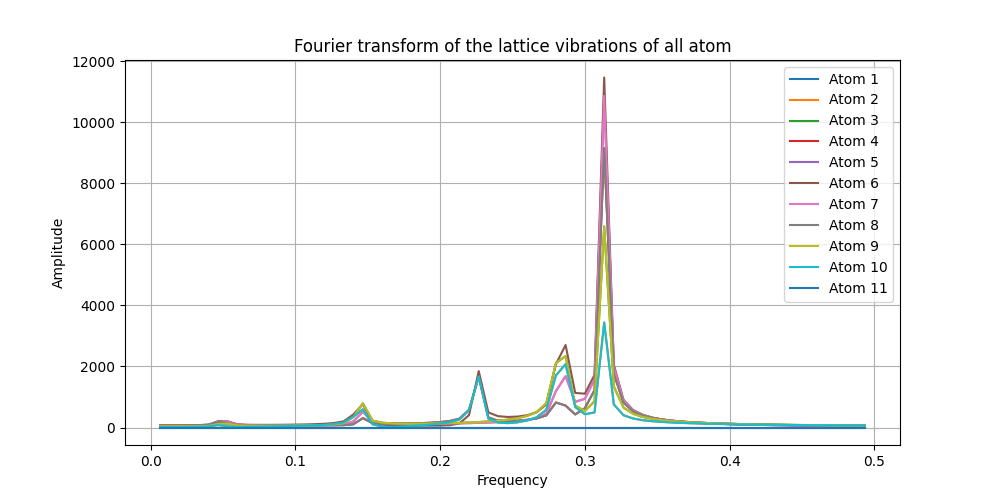 Fourier transform of the lattice vibrations of all atom
12000
10000
8000
6000
4000
2000
0
Amplitude
0.0
0.1
0.2
0.3
0.4
0.5
Frequency
Atom 1
Atom 2
Atom 3
Atom 4
Atom 5
Atom 6
Atom 7
Atom 8
Atom 9
Atom 10
Atom 11